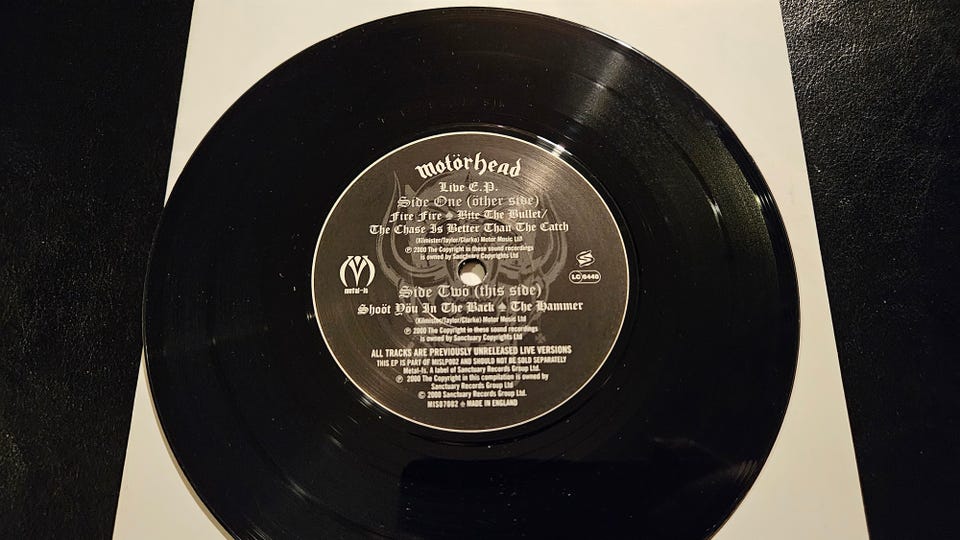 Motörhead
Live E.P.
Side One (öther side)
Fire Fire ♠ Bite The Bullet/
The Chase Is Better Than The Catch
(Kilmister/Taylor/Clarke) Motor Music Ltd
℗ 2000 The Copyright in these sound recordings
is owned by Sanctuary Copyrights Ltd
metal-is
LC 6448
Side Two (this side)
Shoöt Yöu In The Back ♠ The Hammer
(Kilmister/Taylor/Clarke) Motor Music Ltd
℗ 2000 The Copyright in these sound recordings
is owned by Sanctuary Copyrights Ltd
ALL TRACKS ARE PREVIOUSLY UNRELEASED LIVE VERSIONS
THIS EP IS PART OF MISLP002 AND SHOULD NOT BE SOLD SEPARATELY
Metal-Is. A label of Sanctuary Records Group Ltd.
℗ 2000 The Copyright in this compilation is owned by
Sanctuary Records Group Ltd
© 2000 Sanctuary Records Group Ltd.
MIS07002 ♠ MADE IN ENGLAND